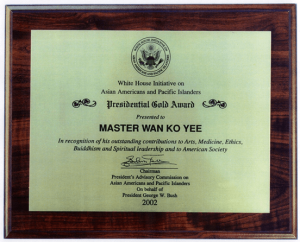 White House Initiative on
Asian Americans and Pacific Islanders
Presidential Gold Award
Presented to
MASTER WAN KO YEE
In recognition of his outstanding contributions to Arts, Medicine, Ethics,
Buddhism and Spiritual leadership and to American Society
Chairman
President's Advisory Commission on
Asian Americans and Pacific Islanders
On behalf of
President George W. Bush
2002